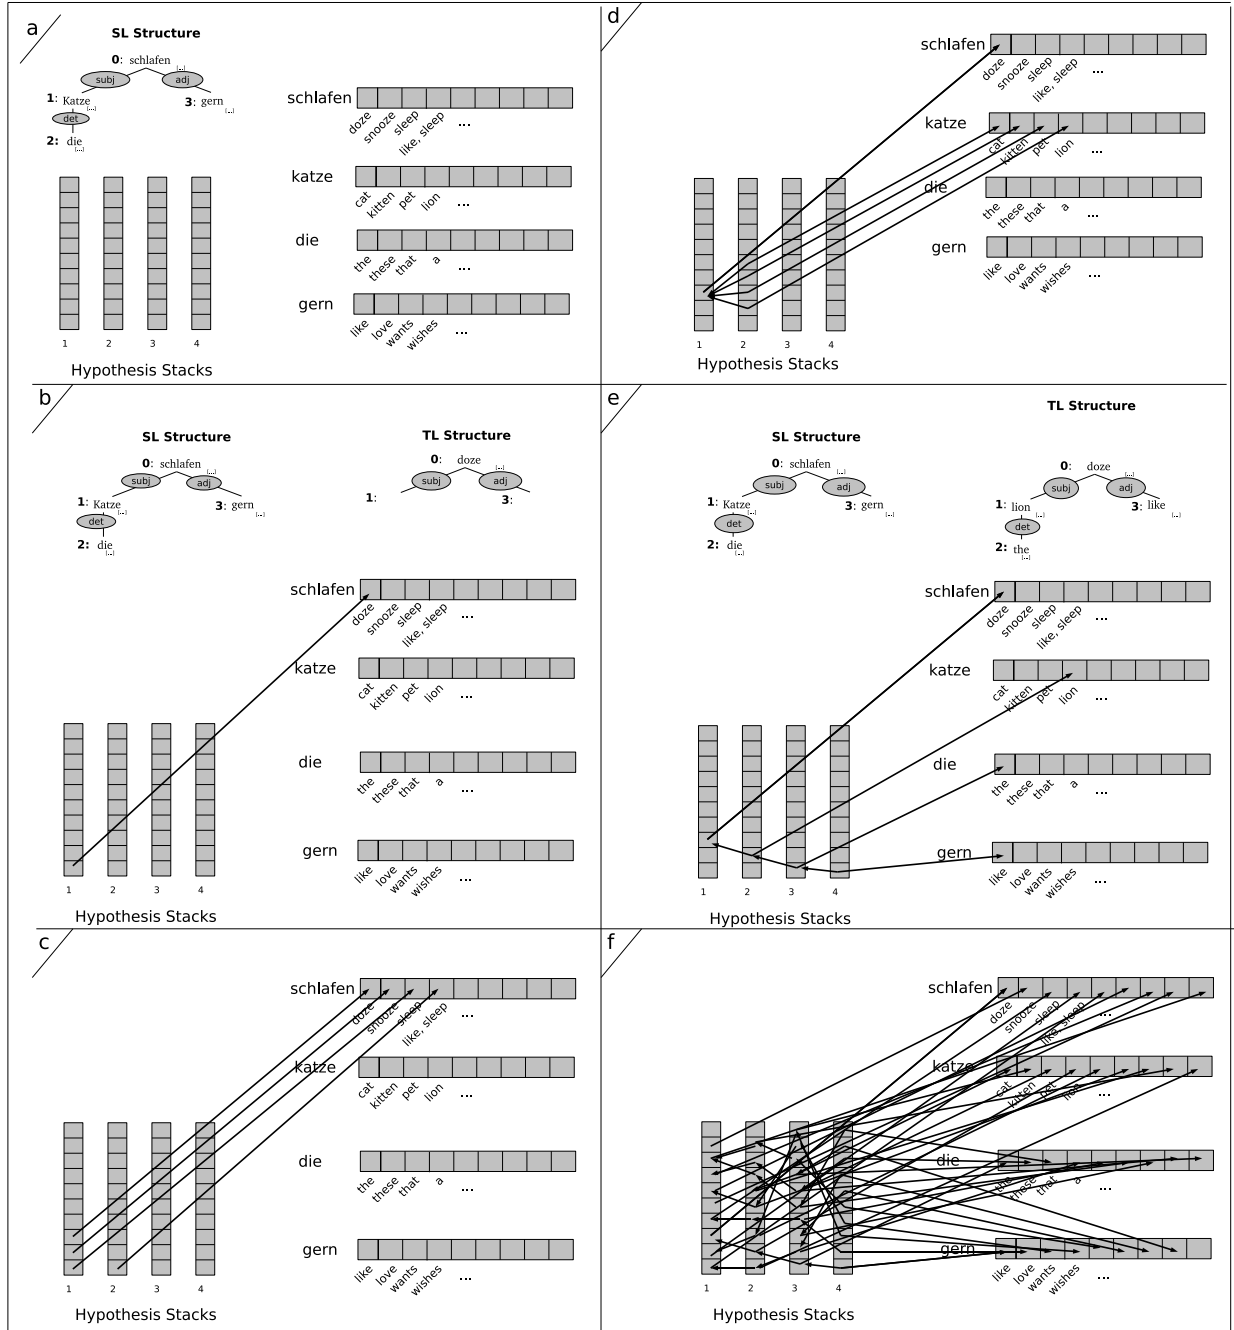 a
SL Structure
0: schlafen
[...]
subj
adj
1: Katze
[...]
3: gern
[...]
det
2: die
[...]
schlafen
doze snooze sleep like, sleep ...
katze
cat kitten pet lion ...
die
the these that a ...
gern
like love wants wishes ...
1 2 3 4
Hypothesis Stacks
d
schlafen
doze snooze sleep like, sleep ...
katze
cat kitten pet lion ...
die
the these that a ...
gern
like love wants wishes ...
1 2 3 4
Hypothesis Stacks
b
SL Structure
0: schlafen
[...]
subj
adj
1: Katze
[...]
3: gern
[...]
det
2: die
[...]
TL Structure
0: doze
[...]
subj
adj
1:
3:
schlafen
doze snooze sleep like, sleep ...
katze
cat kitten pet lion ...
die
the these that a ...
gern
like love wants wishes ...
1 2 3 4
Hypothesis Stacks
e
SL Structure
0: schlafen
[...]
subj
adj
1: Katze
[...]
3: gern
[...]
det
2: die
[...]
TL Structure
0: doze
[...]
subj
adj
1: lion
[...]
3: like
[...]
det
2: the
[...]
schlafen
doze snooze sleep like, sleep ...
katze
cat kitten pet lion ...
die
the these that a ...
gern
like love wants wishes ...
1 2 3 4
Hypothesis Stacks
c
schlafen
doze snooze sleep like, sleep ...
katze
cat kitten pet lion ...
die
the these that a ...
gern
like love wants wishes ...
1 2 3 4
Hypothesis Stacks
f
schlafen
doze snooze sleep like, sleep ...
katze
cat kitten pet lion ...
die
the these that a ...
gern
like love wants wishes ...
1 2 3 4
Hypothesis Stacks